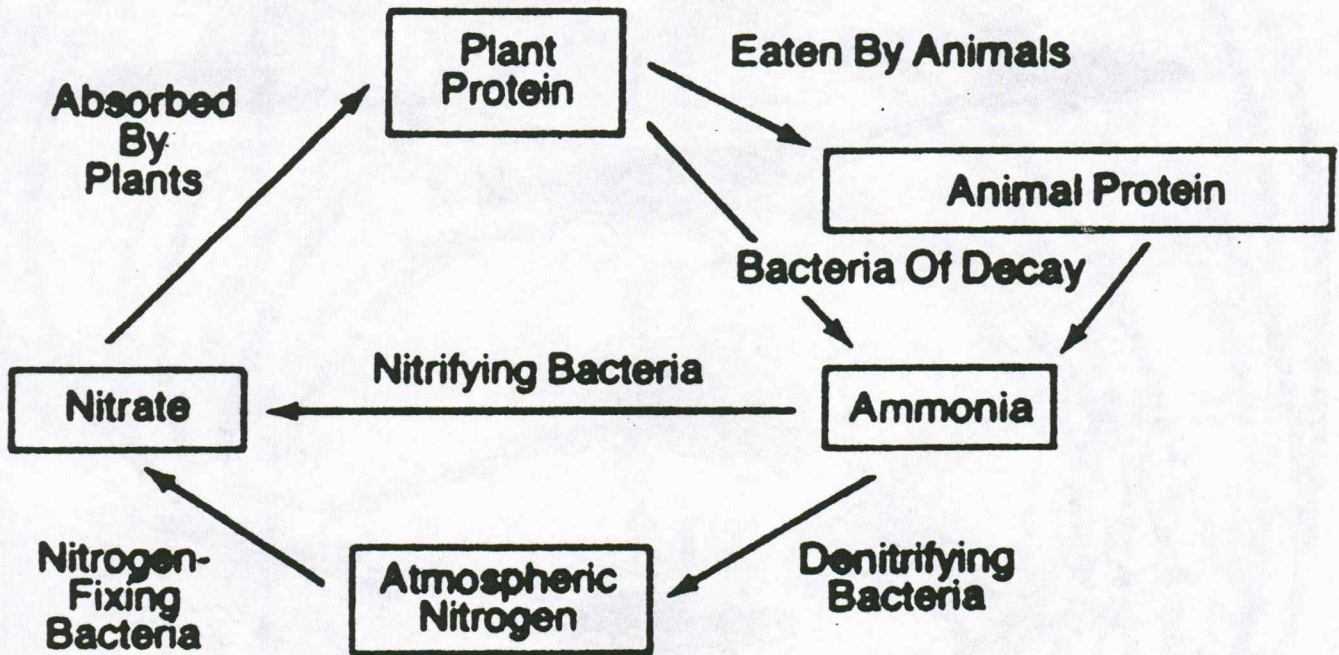 Plant
Protein
Eaten By Animals
Absorbed
By
Plants
Animal Protein
Bacteria Of Decay
Nitrifying Bacteria
Nitrate
Ammonia
Nitrogen-
Fixing
Bacteria
Atmospheric
Nitrogen
Denitrifying
Bacteria